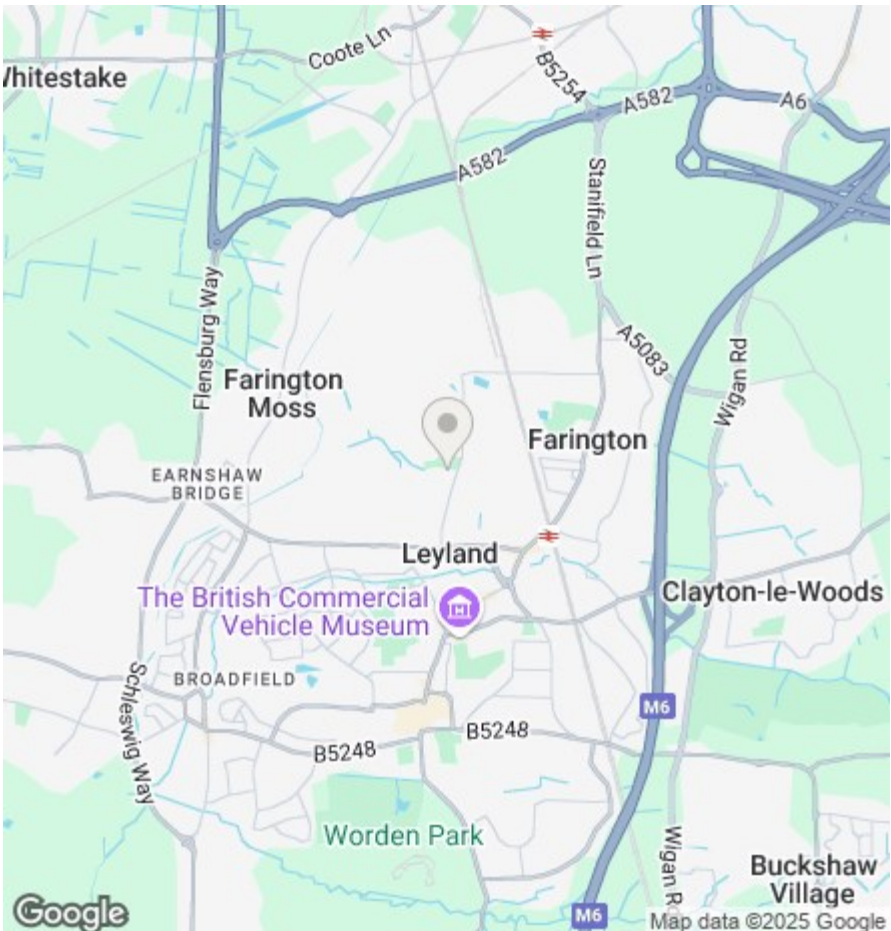 Coote Ln
Whitestake
B5254
A582
A6
A582
Stanifield Ln
Flensburg Way
A5083
Wigan Rd
Farington
Moss
Farington
EARNSHAW
BRIDGE
Leyland
Clayton-le-Woods
The British Commercial
Vehicle Museum
BROADFIELD
Schleswig Way
M6
B5248
B5248
Worden Park
Wigan Rd
Buckshaw
Village
M6
Google
Map data ©2025 Google